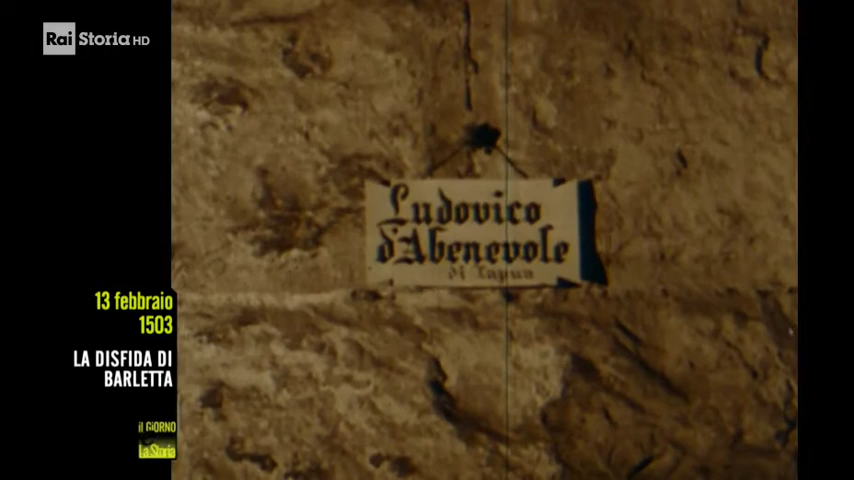 Rai Storia HD
Ludovico
d'Abenevole
di Capua
13 febbraio
1503
LA DISFIDA DI
BARLETTA
il GIORNO
La Storia